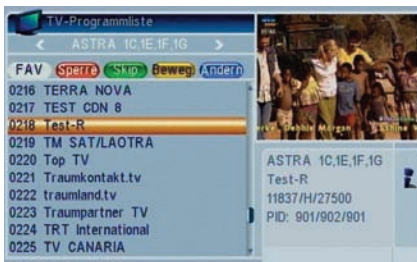 TV-Programmliste
ASTRA 1C,1E,1F,1G
FAV Sperre Skip Beweg Ändern
0216 TERRA NOVA
0217 TEST CDN 8
0218 Test-R
0219 TM SAT/LAOTRA
0220 Top TV
0221 Traumkontakt.tv
0222 traumland.tv
0223 Traumpartner TV
0224 TRT International
0225 TV CANARIA
Debbie Morgan
ASTRA 1C,1E,1F,1G
Test-R
11837/H/27500
PID: 901/902/901